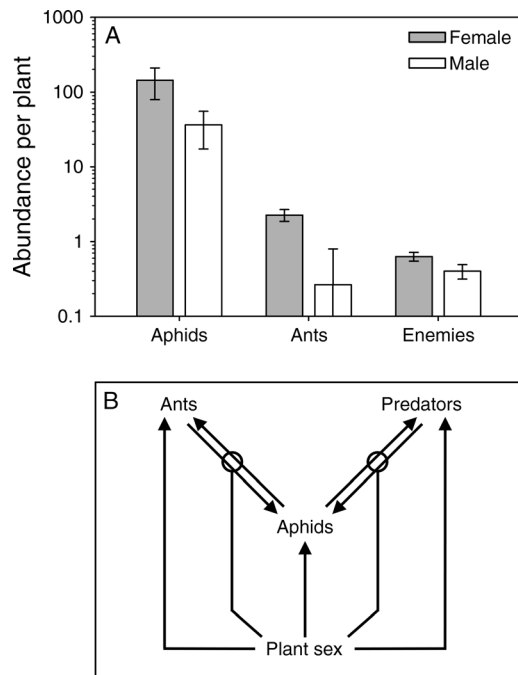 A
Female
Male
Abundance per plant
1000
100
10
1
0.1
Aphids Ants Enemies
B
Ants Predators
Aphids
Plant sex